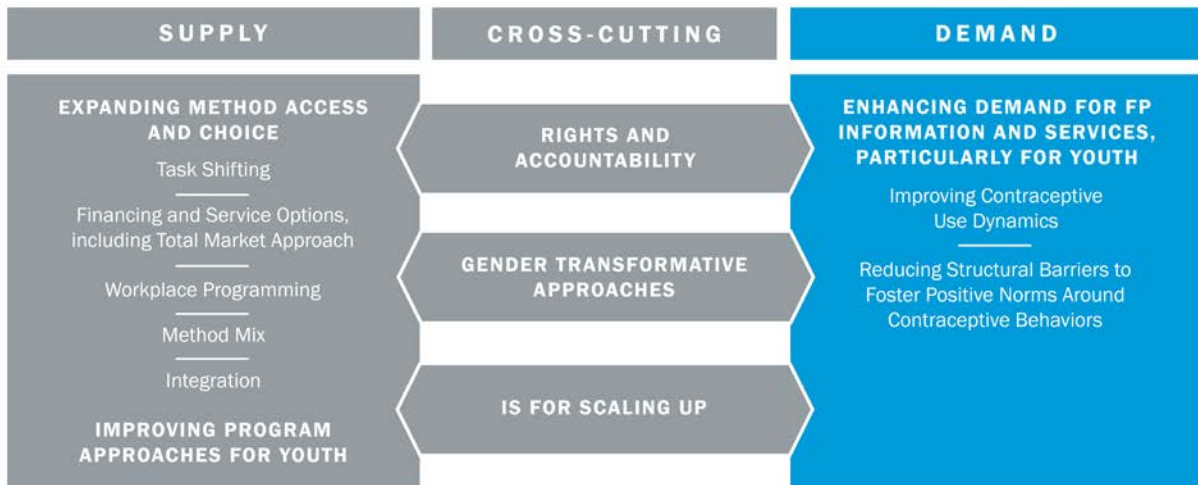 SUPPLY
CROSS-CUTTING
DEMAND
EXPANDING METHOD ACCESS
AND CHOICE
Task Shifting
Financing and Service Options,
including Total Market Approach
Workplace Programming
Method Mix
Integration
IMPROVING PROGRAM
APPROACHES FOR YOUTH
RIGHTS AND
ACCOUNTABILITY
GENDER TRANSFORMATIVE
APPROACHES
IS FOR SCALING UP
ENHANCING DEMAND FOR FP
INFORMATION AND SERVICES,
PARTICULARLY FOR YOUTH
Improving Contraceptive
Use Dynamics
Reducing Structural Barriers to
Foster Positive Norms Around
Contraceptive Behaviors